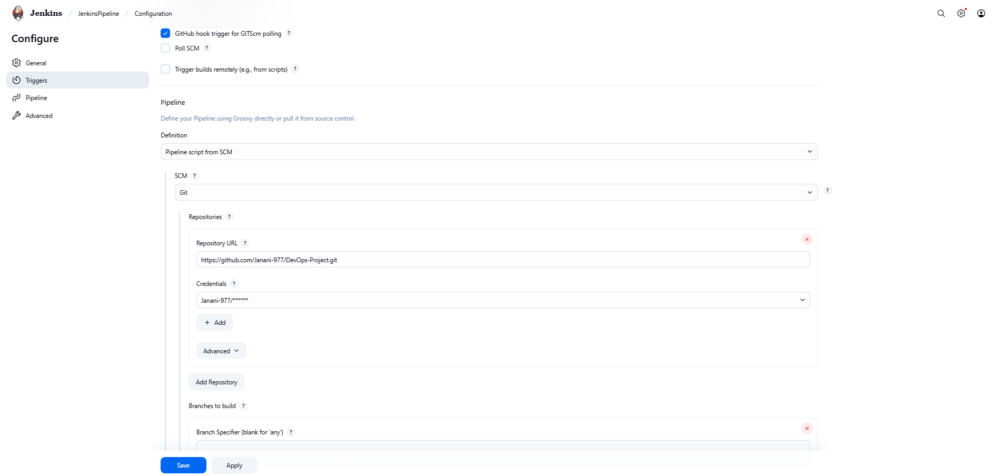 Jenkins / JenkinsPipeline / Configuration
Configure
General
Triggers
Pipeline
Advanced
GitHub hook trigger for GITScm polling ?
Poll SCM ?
Trigger builds remotely (e.g., from scripts) ?
Pipeline
Define your Pipeline using Groovy directly or pull it from source control.
Definition
Pipeline script from SCM
SCM ?
Git
?
Repositories ?
Repository URL ?
https://github.com/Janani-977/DevOps-Project.git
Credentials ?
Janani-977/******
+ Add
Advanced
Add Repository
Branches to build ?
Branch Specifier (blank for 'any') ?
Save
Apply